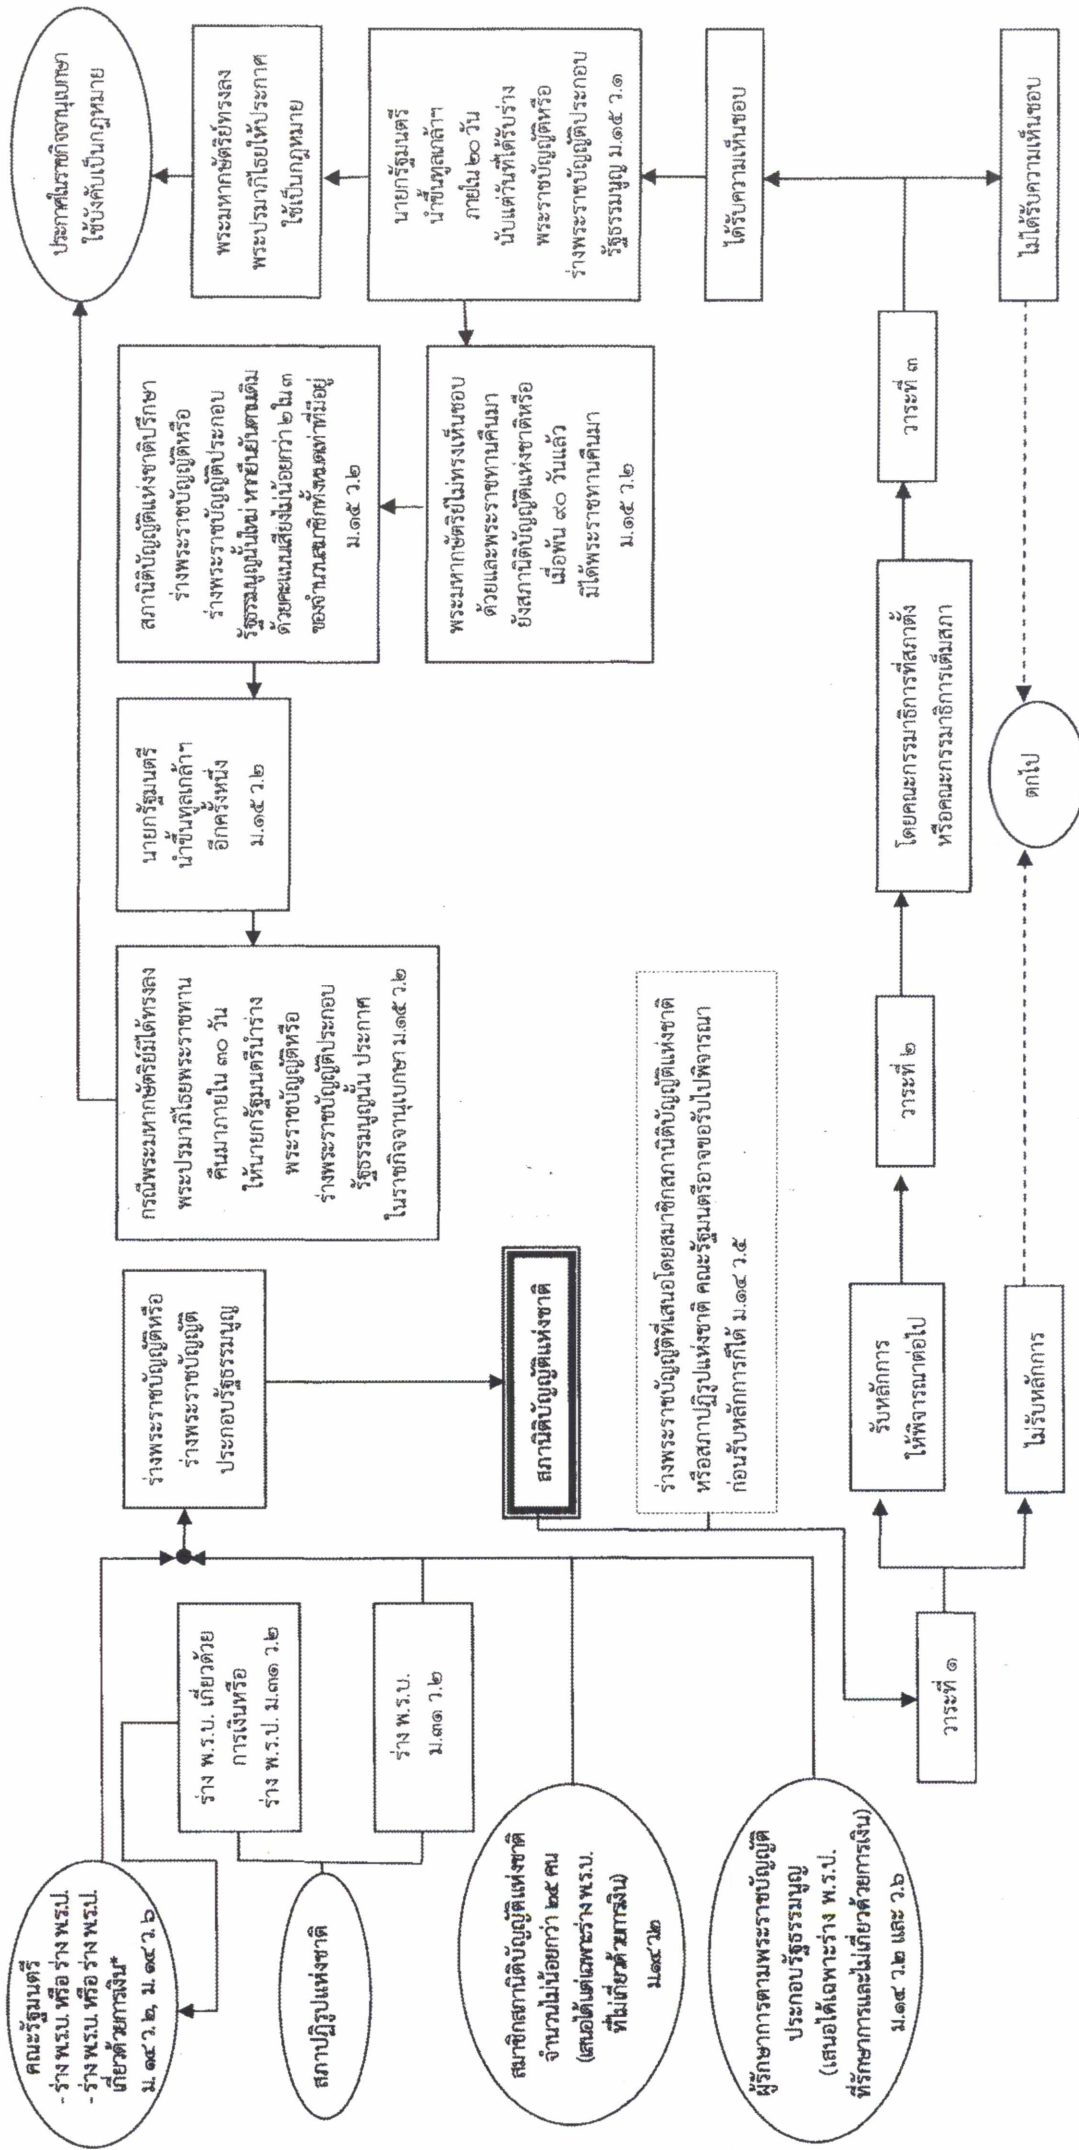 คณะรัฐมนตรี
- ร่าง พ.ร.บ. หรือ ร่าง พ.ร.ป.
- ร่าง พ.ร.บ. หรือ ร่าง พ.ร.ป.
เกี่ยวด้วยการเงิน*
ม. ๑๔ ว. ๒, ม. ๑๔ ว. ๖
ร่าง พ.ร.บ. เกี่ยวด้วย
การเงินหรือ
ร่าง พ.ร.ป. ม.๓๑ ว.๒
สภาปฏิรูปแห่งชาติ
ร่าง พ.ร.บ.
ม.๓๑ ว.๒
สมาชิกสภานิติบัญญัติแห่งชาติ
จำนวนไม่น้อยกว่า ๒๕ คน
(เสนอได้แต่เฉพาะร่าง พ.ร.บ.
ที่ไม่เกี่ยวด้วยการเงิน)
ม.๑๔ ว.๒
ผู้รักษาการตามพระราชบัญญัติ
ประกอบรัฐธรรมนูญ
(เสนอได้เฉพาะร่าง พ.ร.ป.
ที่รักษาการและไม่เกี่ยวด้วยการเงิน)
ม.๑๔ ว.๒ และ ว.๖
ร่างพระราชบัญญัติหรือ
ร่างพระราชบัญญัติ
ประกอบรัฐธรรมนูญ
สภานิติบัญญัติแห่งชาติ
ร่างพระราชบัญญัติที่เสนอโดยสมาชิกสภานิติบัญญัติแห่งชาติ
หรือสภาปฏิรูปแห่งชาติ คณะรัฐมนตรีอาจขอรับไปพิจารณา
ก่อนรับหลักการก็ได้ ม.๑๔ ว.๕
วาระที่ ๑
รับหลักการ
ให้พิจารณาต่อไป
ไม่รับหลักการ
วาระที่ ๒
โดยคณะกรรมาธิการที่สภาตั้ง
หรือคณะกรรมาธิการเต็มสภา
ตกไป
วาระที่ ๓
ได้รับความเห็นชอบ
ไม่ได้รับความเห็นชอบ
นายกรัฐมนตรี
นำขึ้นทูลเกล้าฯ
ภายใน ๒๐ วัน
นับแต่วันที่ได้รับร่าง
พระราชบัญญัติหรือ
ร่างพระราชบัญญัติประกอบ
รัฐธรรมนูญ ม.๑๕ ว.๑
พระมหากษัตริย์ทรงลง
พระปรมาภิไธยให้ประกาศ
ใช้เป็นกฎหมาย
ประกาศในราชกิจจานุเบกษา
ใช้บังคับเป็นกฎหมาย
พระมหากษัตริย์ไม่ทรงเห็นชอบ
ด้วยและพระราชทานคืนมา
ยังสภานิติบัญญัติแห่งชาติหรือ
เมื่อพ้น ๙๐ วันแล้ว
มิได้พระราชทานคืนมา
ม.๑๕ ว.๒
สภานิติบัญญัติแห่งชาติปรึกษา
ร่างพระราชบัญญัติหรือ
ร่างพระราชบัญญัติประกอบ
รัฐธรรมนูญนั้นใหม่ หากยืนยันตามเดิม
ด้วยคะแนนเสียงไม่น้อยกว่า ๒ ใน ๓
ของจำนวนสมาชิกทั้งหมดเท่าที่มีอยู่
ม.๑๕ ว.๒
นายกรัฐมนตรี
นำขึ้นทูลเกล้าฯ
อีกครั้งหนึ่ง
ม.๑๕ ว.๒
กรณีพระมหากษัตริย์มิได้ทรงลง
พระปรมาภิไธยพระราชทาน
คืนมาภายใน ๓๐ วัน
ให้นายกรัฐมนตรีนำร่าง
พระราชบัญญัติหรือ
ร่างพระราชบัญญัติประกอบ
รัฐธรรมนูญนั้น ประกาศ
ในราชกิจจานุเบกษา ม.๑๕ ว.๒